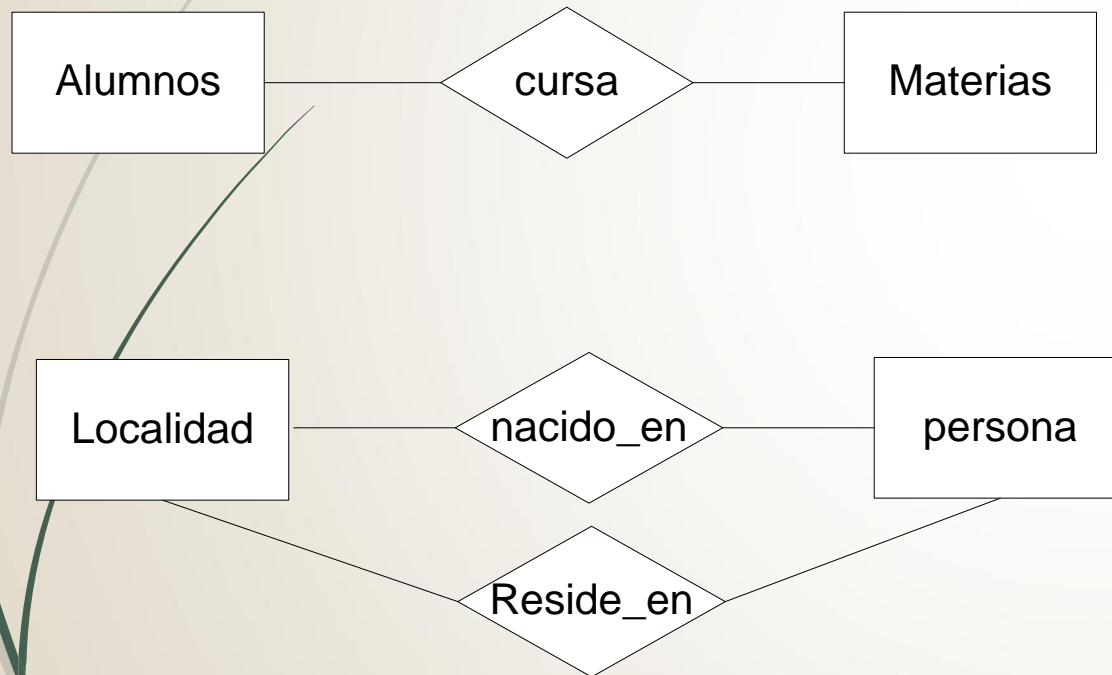 Alumnos
cursa
Materias
Localidad
nacido_en
persona
Reside_en